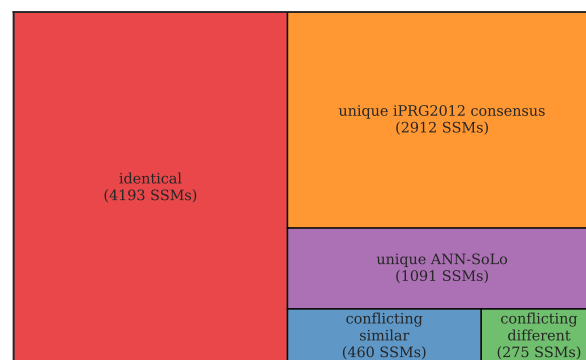 identical
(4193 SSMs)
unique iPRG2012 consensus
(2912 SSMs)
unique ANN-SoLo
(1091 SSMs)
conflicting
similar
(460 SSMs)
conflicting
different
(275 SSMs)